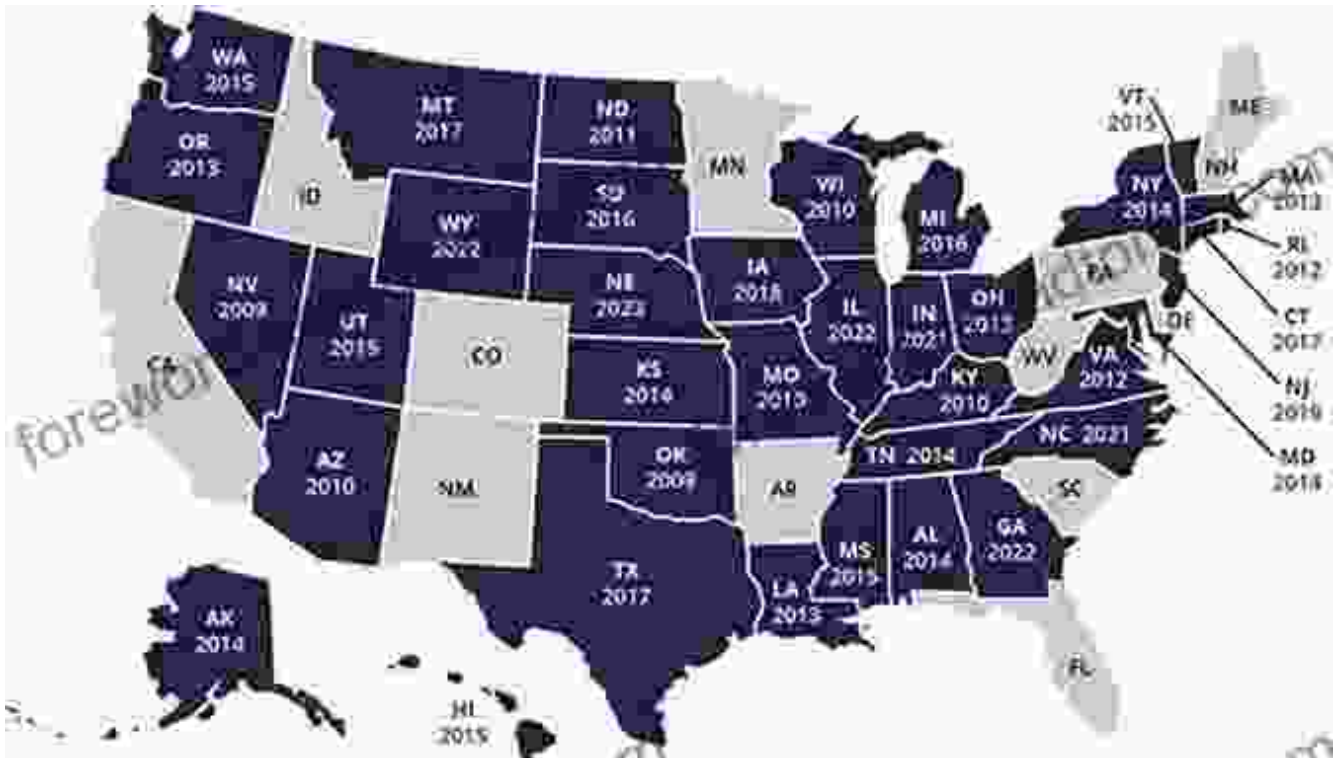 WA
2015
MT
2017
ND
2011
OR
2013
ID
MN
VT
2015
ME
NH
MA
SD
2016
WI
2010
MI
2016
NY
2014
WY
2022
RI
2012
NV
2009
UT
2015
NE
2023
IA
2018
IL
2022
IN
2021
OH
PA
DE
CT
2017
CA
CO
KS
MO
WV
VA
2012
KY
2010
NJ
2019
AZ
2010
NM
OK
2009
AR
TN 2014
NC 2021
SC
MD
2018
TX
2017
LA
2013
MS
2015
AL
2014
GA
2022
FL
AK
2014
HI
2015